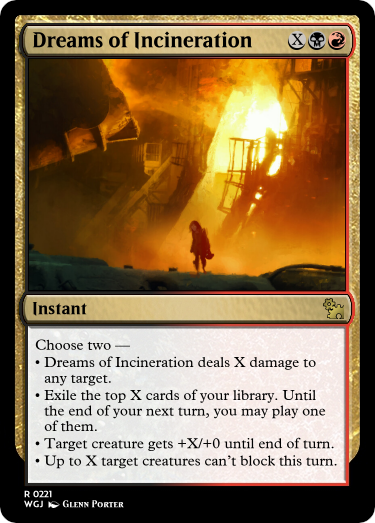 Dreams of Incineration X
Instant
Choose two —
• Dreams of Incineration deals X damage to
any target.
• Exile the top X cards of your library. Until
the end of your next turn, you may play one
of them.
• Target creature gets +X/+0 until end of turn.
• Up to X target creatures can't block this turn.
R 0221
WGJ GLENN PORTER